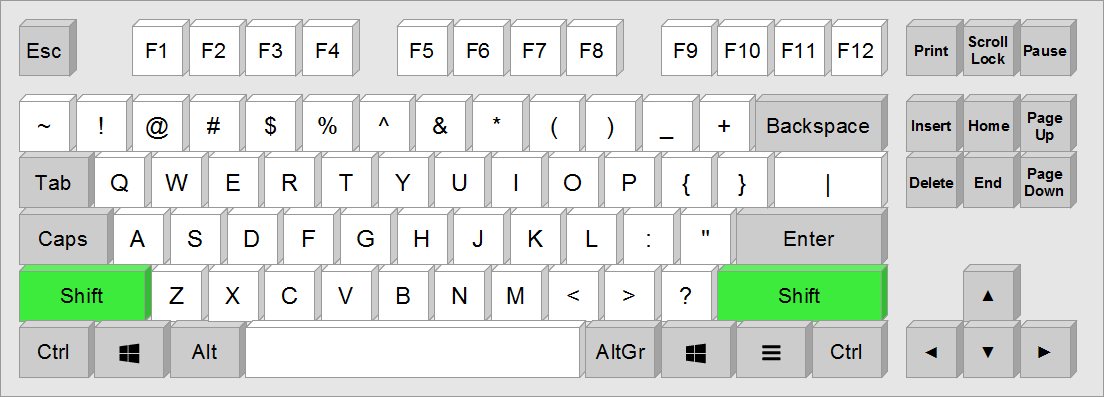 Esc F1 F2 F3 F4 F5 F6 F7 F8 F9 F10 F11 F12 Print Scroll Lock Pause
~ ! @ # $ % ^ & * ( ) _ + Backspace Insert Home Page Up
Tab Q W E R T Y U I O P { } | Delete End Page Down
Caps A S D F G H J K L : " Enter
Shift Z X C V B N M < > ? Shift ▲
Ctrl Alt AltGr Ctrl ◄ ▼ ►